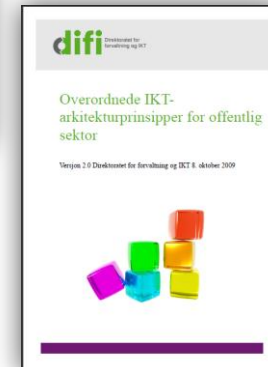 difi Direktoratet for
forvaltning og IKT
Overordnede IKT-
arkitekturprinsipper for offentlig
sektor
Versjon 2.0 Direktoratet for forvaltning og IKT 8. oktober 2009